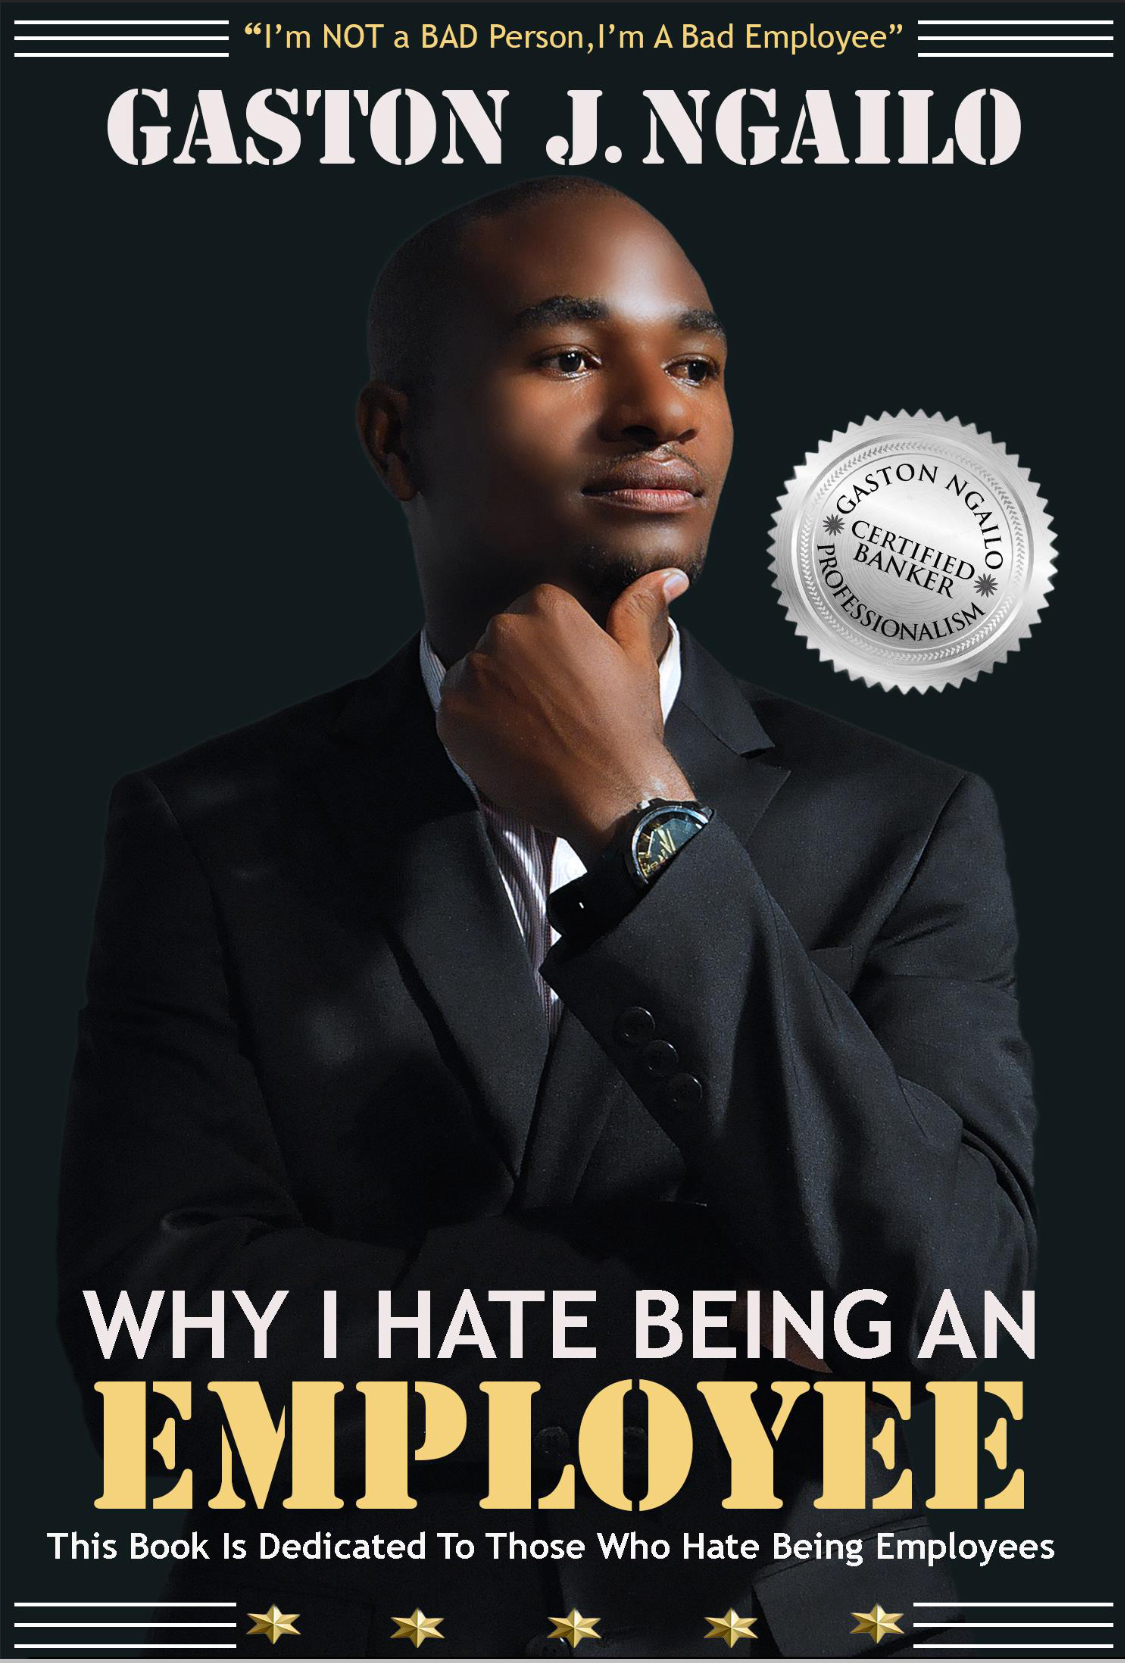 “I’m NOT a BAD Person,I’m A Bad Employee”
GASTON J. NGAILO
GASTON NGAILO
CERTIFIED
BANKER
PROFESSIONALISM
WHY I HATE BEING AN
EMPLOYEE
This Book Is Dedicated To Those Who Hate Being Employees